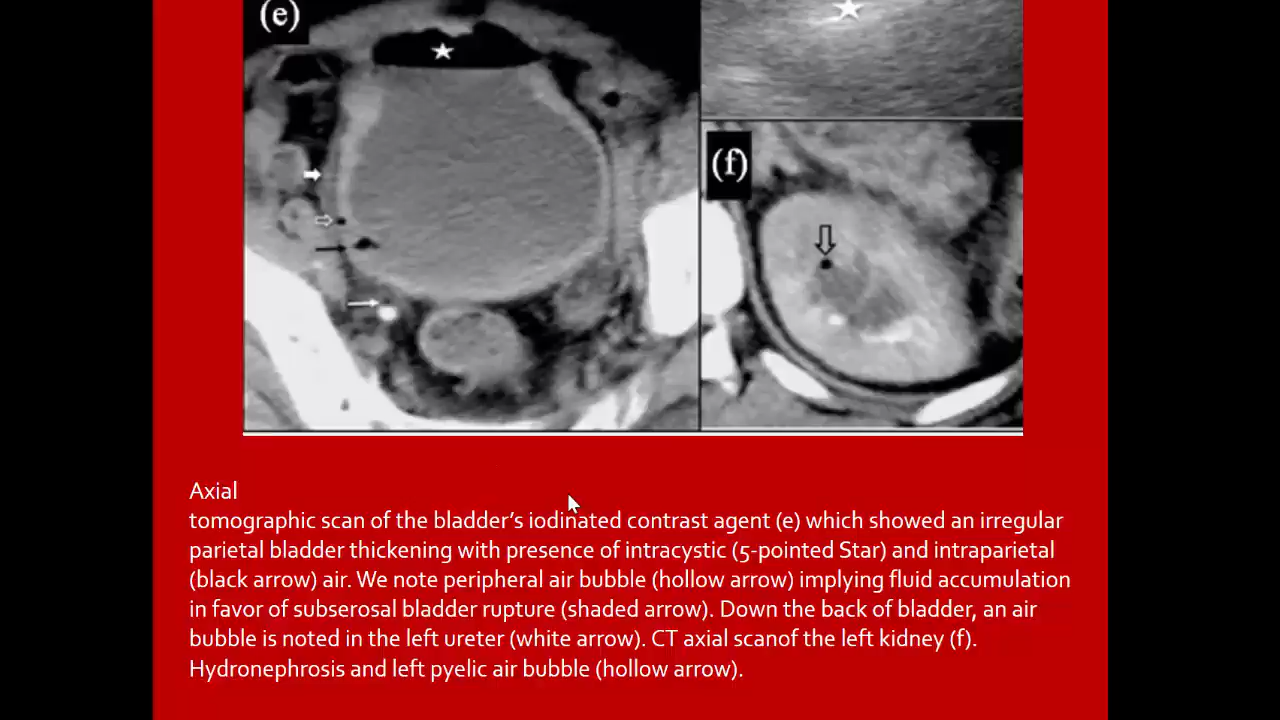 (e)
(f)
Axial
tomographic scan of the bladder’s iodinated contrast agent (e) which showed an irregular
parietal bladder thickening with presence of intracystic (5-pointed Star) and intraparietal
(black arrow) air. We note peripheral air bubble (hollow arrow) implying fluid accumulation
in favor of subserosal bladder rupture (shaded arrow). Down the back of bladder, an air
bubble is noted in the left ureter (white arrow). CT axial scanof the left kidney (f).
Hydronephrosis and left pyelic air bubble (hollow arrow).